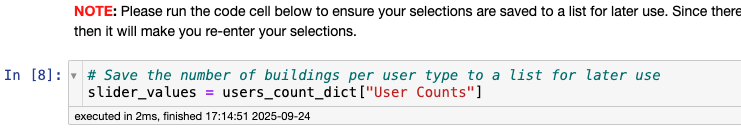 NOTE: Please run the code cell below to ensure your selections are saved to a list for later use. Since there
then it will make you re-enter your selections.
In [8]: # Save the number of buildings per user type to a list for later use
slider_values = users_count_dict["User Counts"]
executed in 2ms, finished 17:14:51 2025-09-24